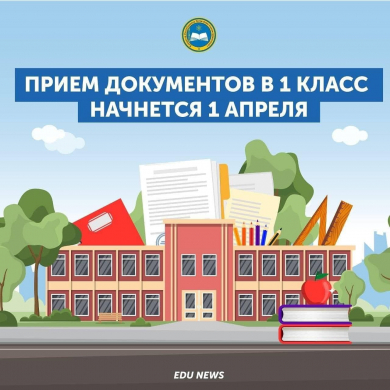 ПРИЕМ ДОКУМЕНТОВ В 1 КЛАСС
НАЧНЕТСЯ 1 АПРЕЛЯ
EDU NEWS